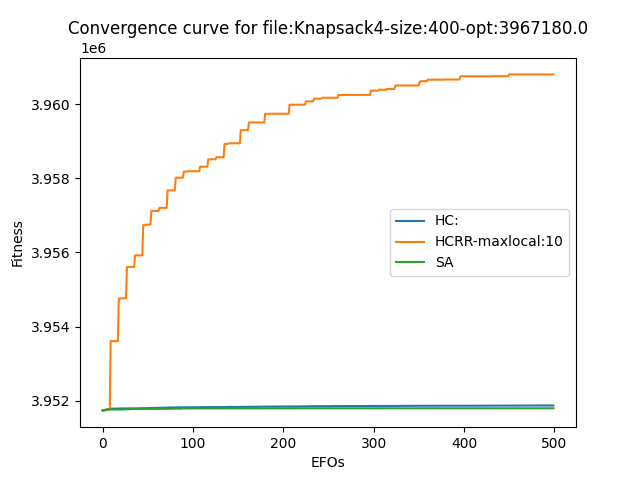 Convergence curve for file:Knapsack4-size:400-opt:3967180.0
1e6
3.960
3.958
3.956
3.954
3.952
Fitness
HC:
HCRR-maxlocal:10
SA
0 100 200 300 400 500
EFOs